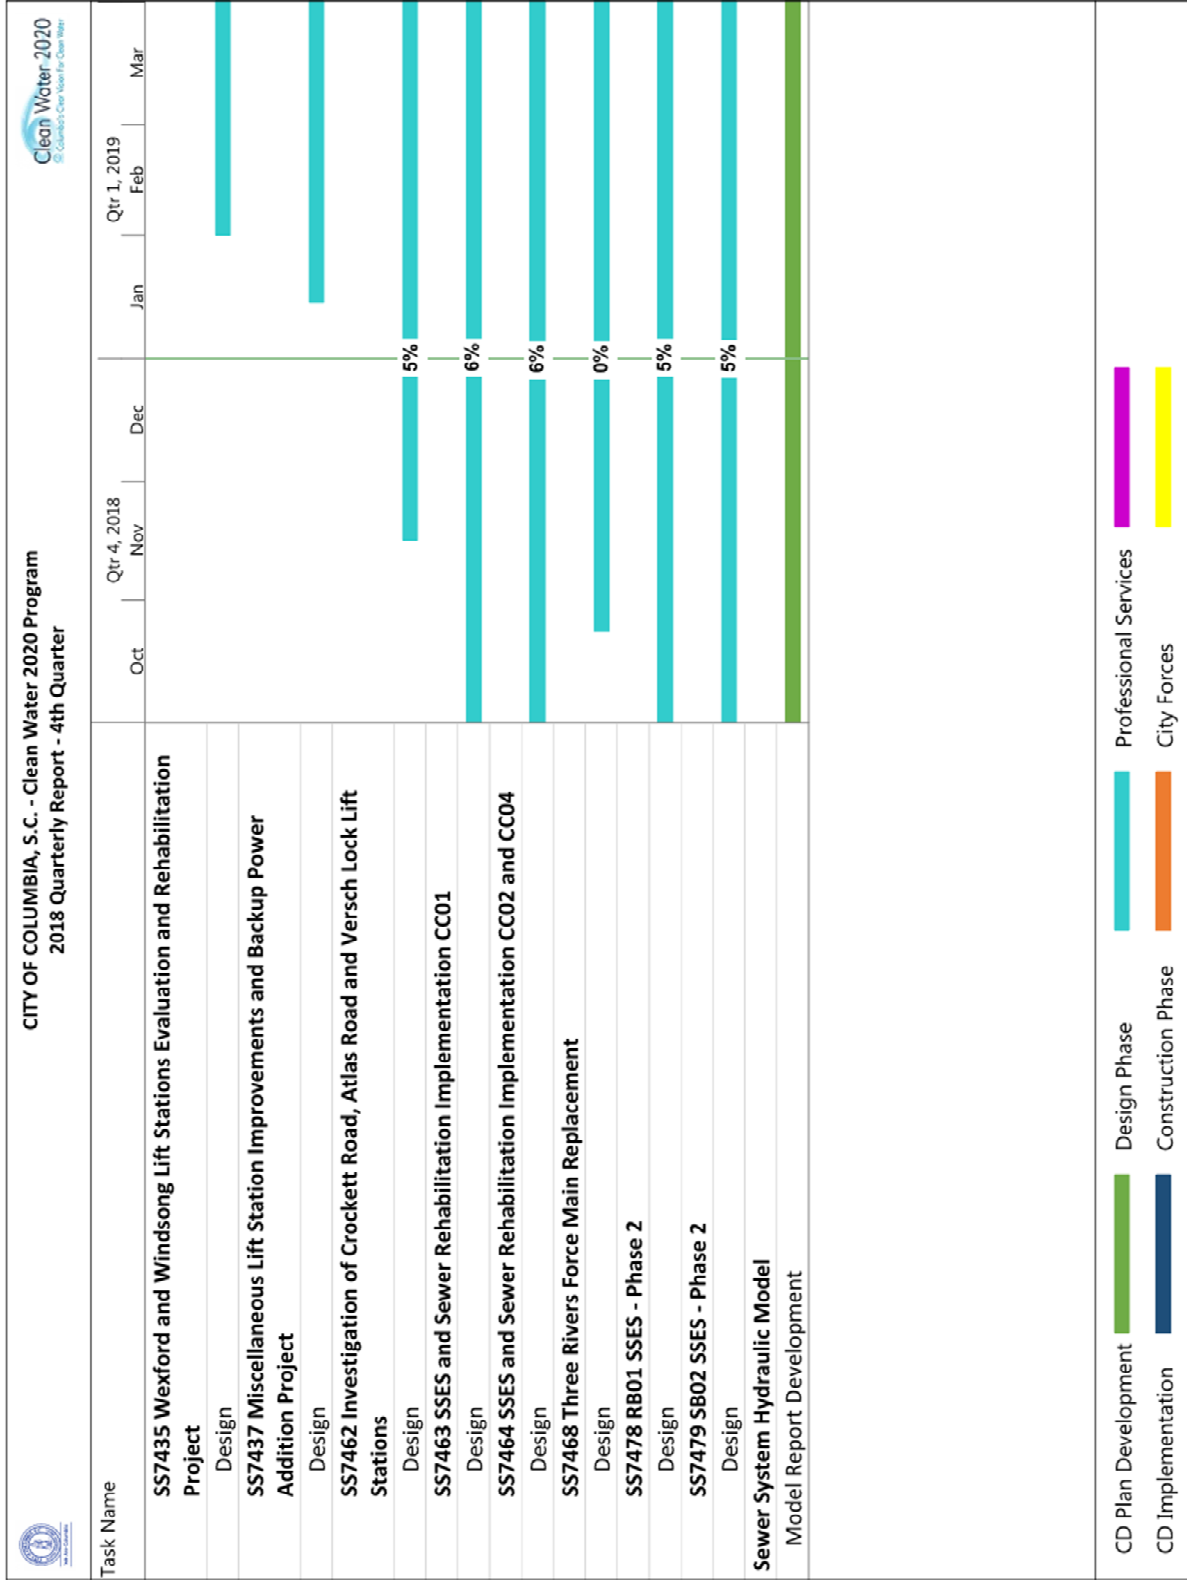 CITY OF COLUMBIA, S.C. - Clean Water 2020 Program
2018 Quarterly Report - 4th Quarter
Clean Water 2020
Columbia's Clear Vision For Clean Water
Task Name
Qtr 4, 2018
Qtr 1, 2019
Oct
Nov
Dec
Jan
Feb
Mar
SS7435 Wexford and Windsong Lift Stations Evaluation and Rehabilitation
Project
Design
SS7437 Miscellaneous Lift Station Improvements and Backup Power
Addition Project
Design
SS7462 Investigation of Crockett Road, Atlas Road and Versch Lock Lift
Stations
Design
5%
SS7463 SSES and Sewer Rehabilitation Implementation CC01
Design
6%
SS7464 SSES and Sewer Rehabilitation Implementation CC02 and CC04
Design
6%
SS7468 Three Rivers Force Main Replacement
Design
0%
SS7478 RB01 SSES - Phase 2
Design
5%
SS7479 SB02 SSES - Phase 2
Design
5%
Sewer System Hydraulic Model
Model Report Development
CD Plan Development
Design Phase
Professional Services
CD Implementation
Construction Phase
City Forces